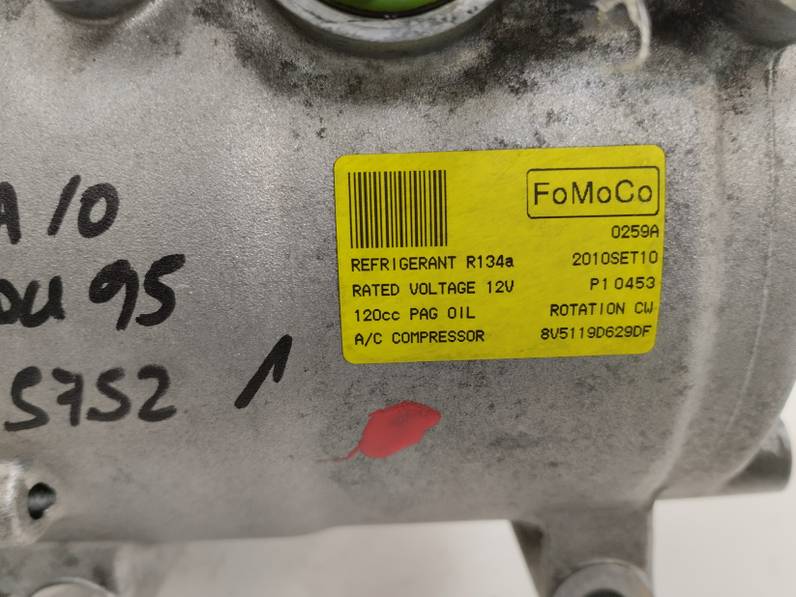 A 10
95
5752
1
FoMoCo
0259A
REFRIGERANT R134a 2010SET10
RATED VOLTAGE 12V P1 0453
120cc PAG OIL ROTATION CW
A/C COMPRESSOR 8V5119D629DF